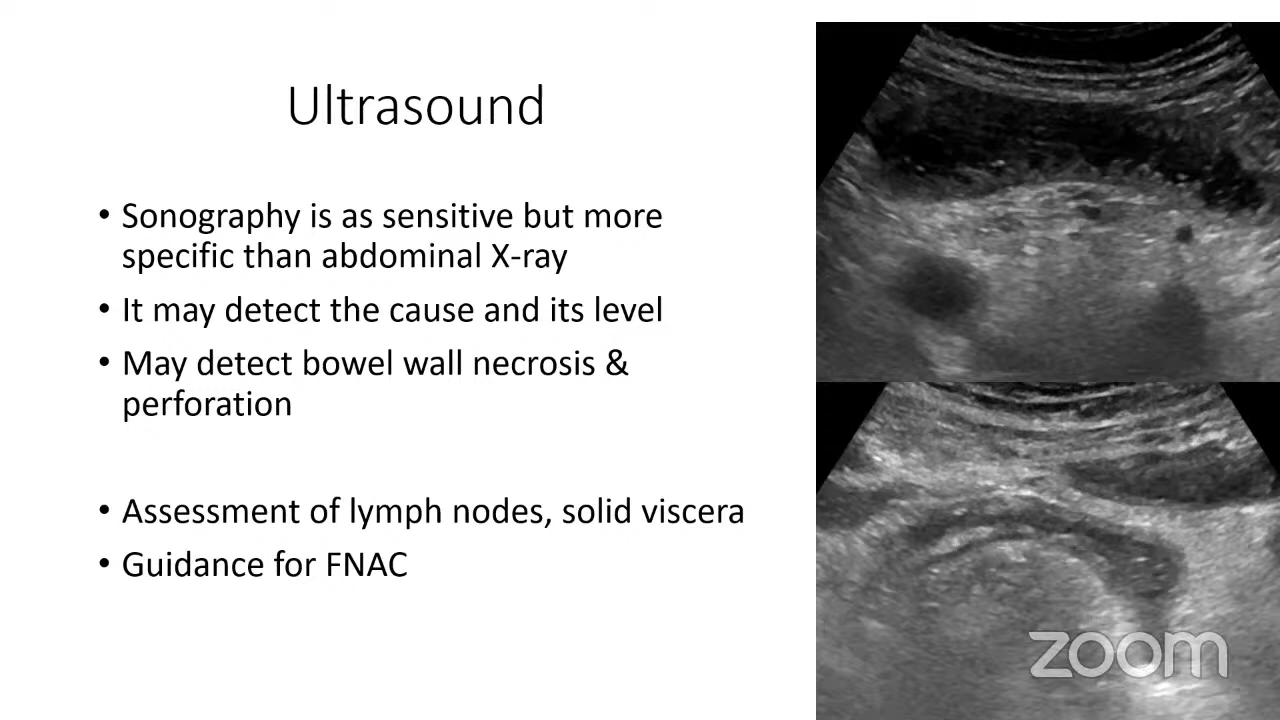 Ultrasound
• Sonography is as sensitive but more
specific than abdominal X-ray
• It may detect the cause and its level
• May detect bowel wall necrosis &
perforation
• Assessment of lymph nodes, solid viscera
• Guidance for FNAC
zoom